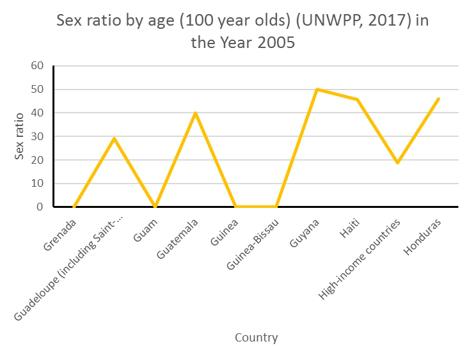 Sex ratio by age (100 year olds) (UNWPP, 2017) in
the Year 2005
Sex ratio
60
50
40
30
20
10
0
Grenada
Guadeloupe (including Saint-...
Guam
Guatemala
Guinea
Guinea-Bissau
Guyana
Haiti
High-income countries
Honduras
Country